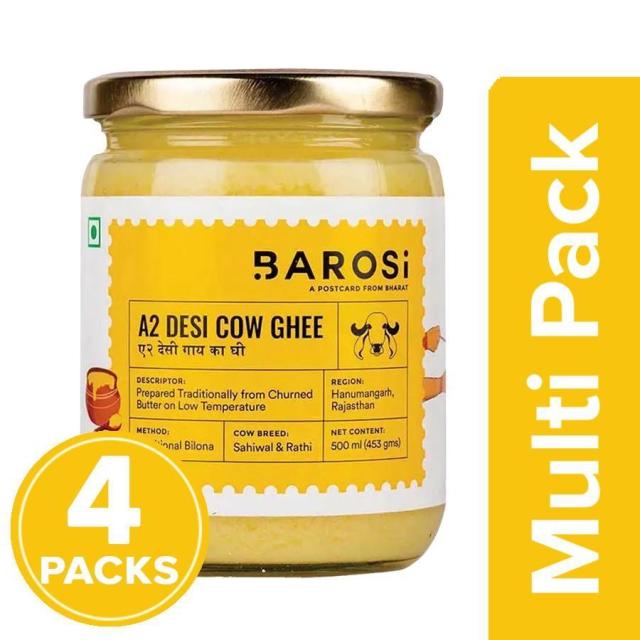 BAROSi
A POSTCARD FROM BHARAT
A2 DESI COW GHEE
ए२ देसी गाय का घी
DESCRIPTOR:
Prepared Traditionally from Churned
Butter on Low Temperature
REGION:
Hanumangarh,
Rajasthan
METHOD:
Bilona
COW BREED:
Sahiwal & Rathi
NET CONTENT:
500 ml (453 gms)
4
PACKS
Multi Pack